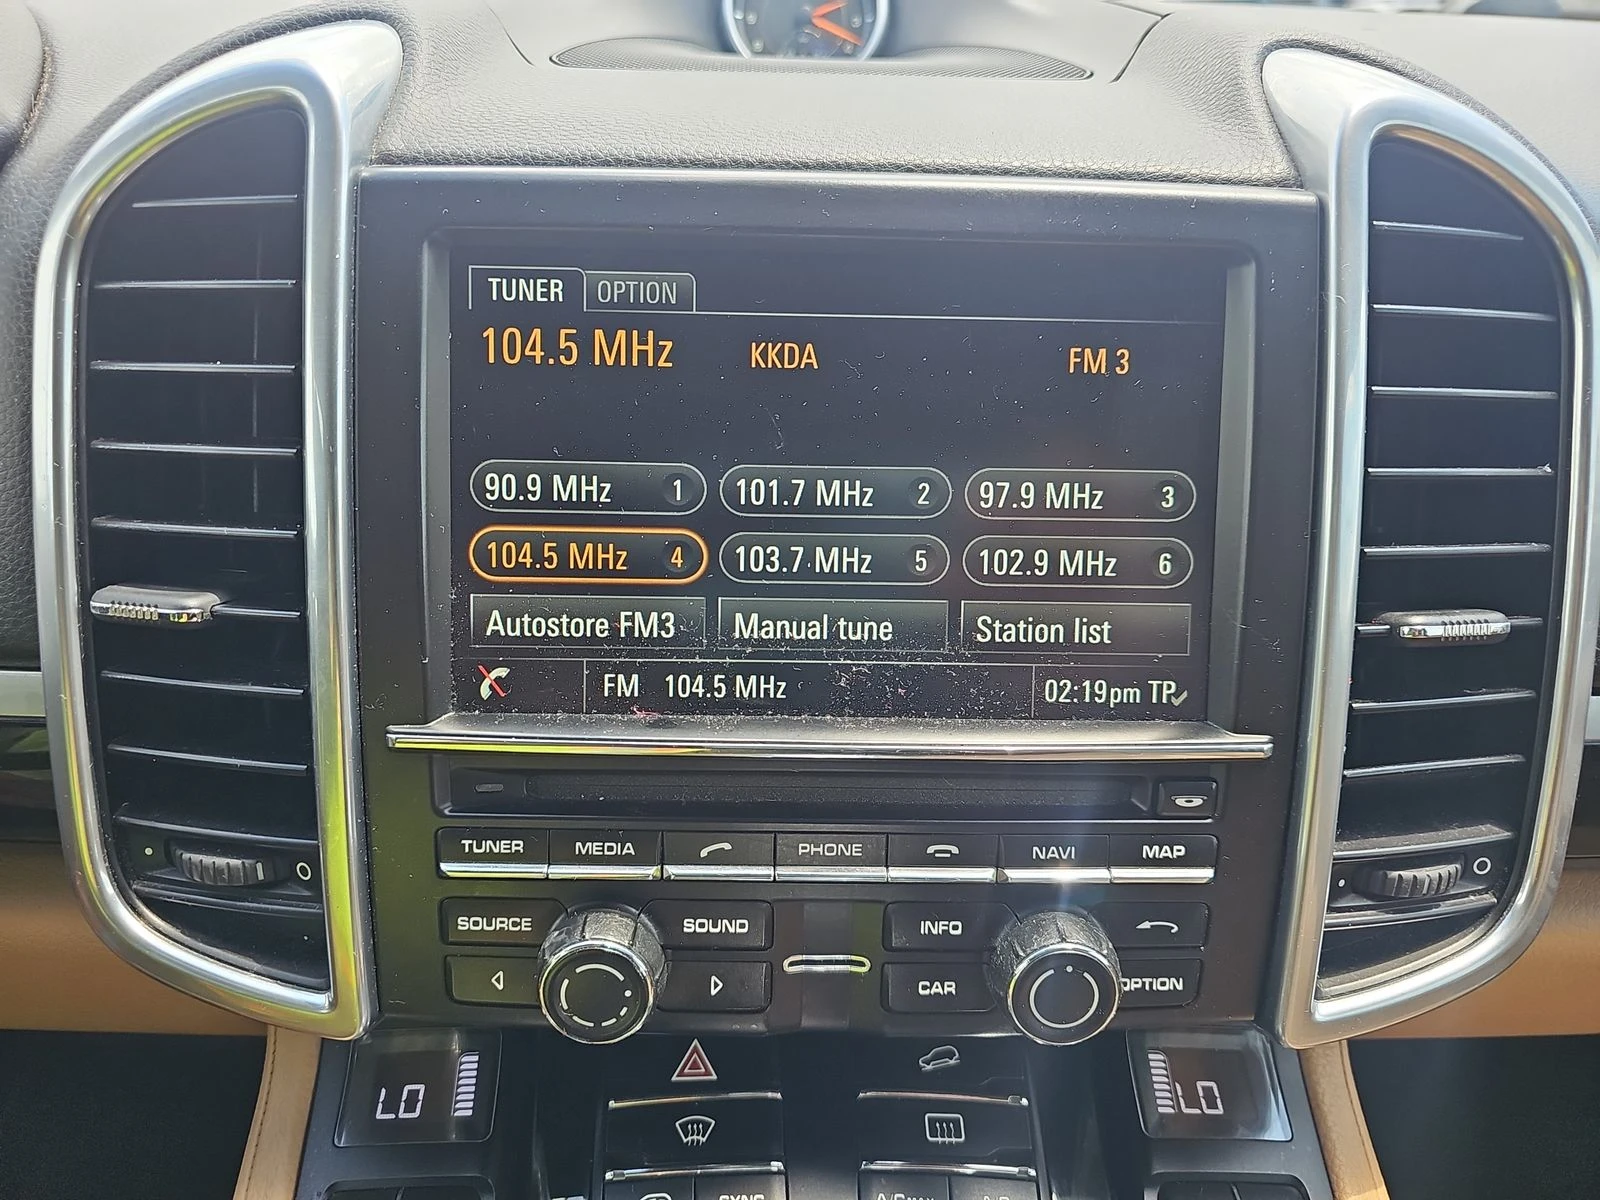 TUNER OPTION
104.5 MHz KKDA FM 3
90.9 MHz 1 101.7 MHz 2 97.9 MHz 3
104.5 MHz 4 103.7 MHz 5 102.9 MHz 6
Autostore FM3 Manual tune Station list
FM 104.5 MHz 02:19pm TP
TUNER MEDIA PHONE NAVI MAP
SOURCE SOUND INFO
CAR OPTION
LO LO